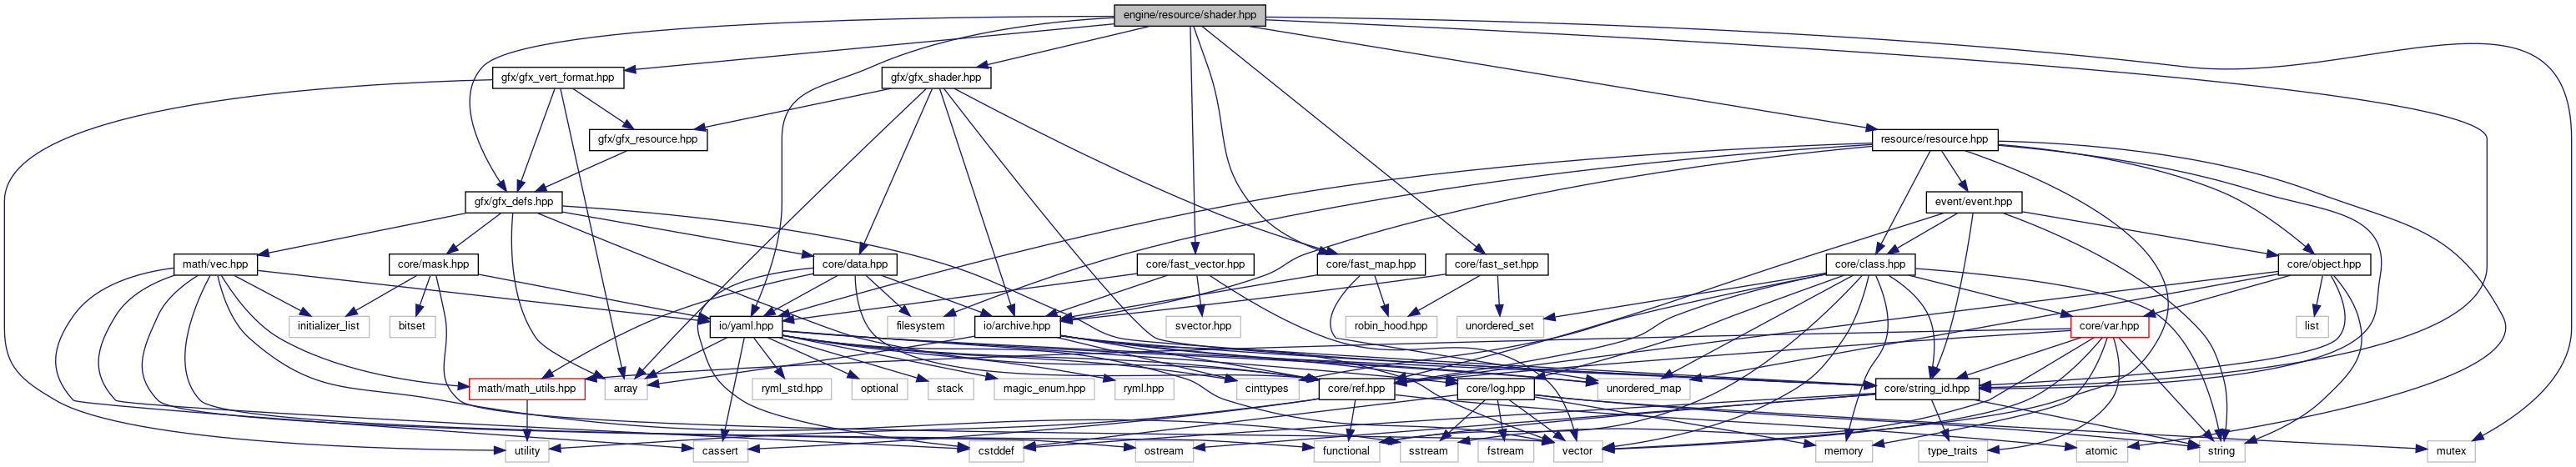 engine/resource/shader.hpp
gfx/gfx_vert_format.hpp
gfx/gfx_shader.hpp
gfx/gfx_resource.hpp
resource/resource.hpp
gfx/gfx_defs.hpp
event/event.hpp
math/vec.hpp
core/mask.hpp
core/data.hpp
core/fast_vector.hpp
core/fast_map.hpp
core/fast_set.hpp
core/class.hpp
core/object.hpp
initializer_list
bitset
io/yaml.hpp
filesystem
io/archive.hpp
svector.hpp
robin_hood.hpp
unordered_set
core/var.hpp
list
math/math_utils.hpp
array
ryml_std.hpp
optional
stack
magic_enum.hpp
ryml.hpp
cinttypes
core/ref.hpp
core/log.hpp
unordered_map
core/string_id.hpp
utility
cassert
cstddef
ostream
functional
sstream
fstream
vector
memory
type_traits
atomic
string
mutex